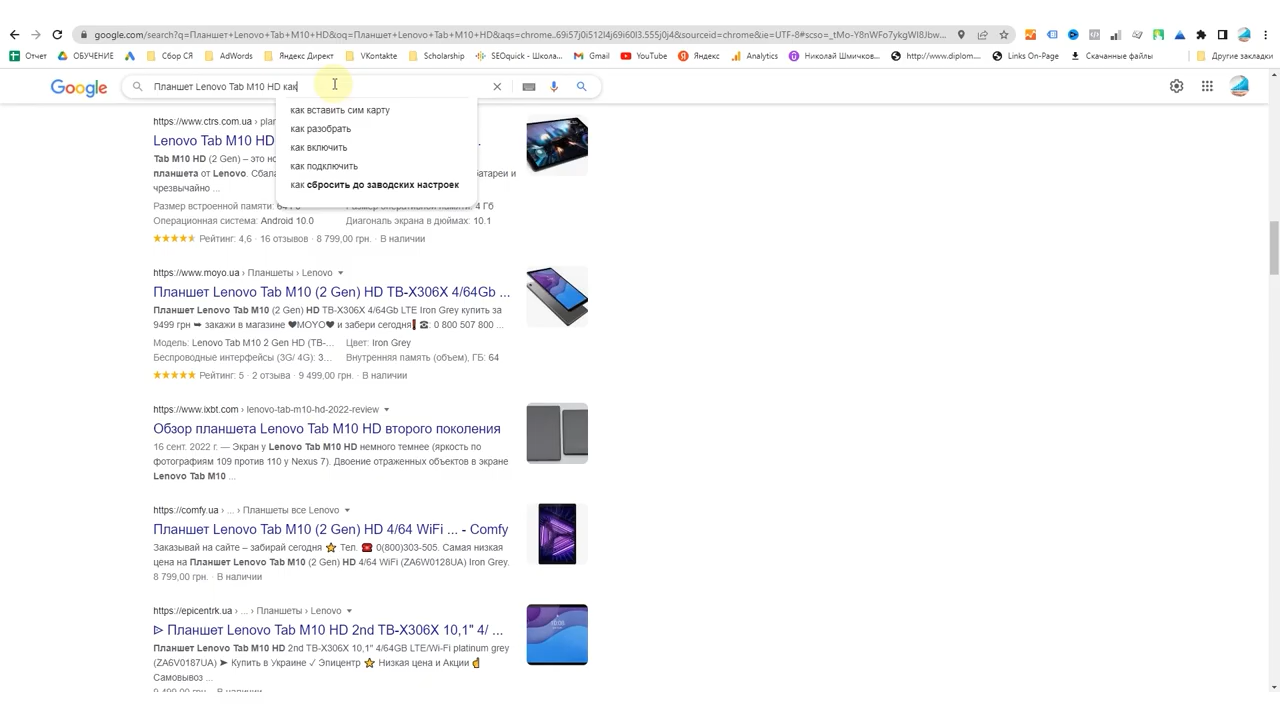 google.com/search?q=Планшет+Lenovo+Tab+M10+HD&oq=Планшет+Lenovo+Tab+M10+HD&aqs=chrome..69i57j0i512l4j69i60l3.555j0j4&sourceid=chrome&ie=UTF-8#scso=_tMo-Y8nWFo7ykgWI8Jbw...
Отчет ОБУЧЕНИЕ Сбор СЯ AdWords Яндекс Директ VKontakte Scholarship SEOquick - Школа... Gmail YouTube Яндекс Analytics Николай Шмичков... http://www.diplom... Links On-Page Скачанные файлы Другие закладки
Google Планшет Lenovo Tab M10 HD как
как вставить сим карту
как разобрать
как включить
как подключить
как сбросить до заводских настроек
https://www.ctrs.com.ua
Lenovo Tab M10 HD
Tab M10 HD (2 Gen) – это
планшета от Lenovo. батареи и
чрезвычайно ...
Размер встроенной памяти: 4 Гб
Операционная система: Android 10.0 Диагональ экрана в дюймах: 10.1
Рейтинг: 4,6 · 16 отзывов · 8 799,00 грн. · В наличии
https://www.moyo.ua › Планшеты › Lenovo
Планшет Lenovo Tab M10 (2 Gen) HD TB-X306X 4/64Gb ...
Планшет Lenovo Tab M10 (2 Gen) HD TB-X306X 4/64Gb LTE Iron Grey купить за
9499 грн ➥ закажи в магазине ❤MOYO❤ и забери сегодня❗ ☎: 0 800 507 800 ...
Модель: Lenovo Tab M10 2 Gen HD (TB-... Цвет: Iron Grey
Беспроводные интерфейсы (3G/ 4G): 3... Внутренняя память (объем), ГБ: 64
Рейтинг: 5 · 2 отзыва · 9 499,00 грн. · В наличии
https://www.ixbt.com › lenovo-tab-m10-hd-2022-review
Обзор планшета Lenovo Tab M10 HD второго поколения
16 сент. 2022 г. — Экран у Lenovo Tab M10 HD немного темнее (яркость по
фотографиям 109 против 110 у Nexus 7). Двоение отраженных объектов в экране
Lenovo Tab M10 ...
https://comfy.ua › ... › Планшеты все Lenovo
Планшет Lenovo Tab M10 (2 Gen) HD 4/64 WiFi ... - Comfy
Заказывай на сайте – забирай сегодня ⭐ Тел. ☎ 0(800)303-505. Самая низкая
цена на Планшет Lenovo Tab M10 (2 Gen) HD 4/64 WiFi (ZA6W0128UA) Iron Grey.
8 799,00 грн. · В наличии
https://epicentrk.ua › ... › Планшеты › Lenovo
ᐉ Планшет Lenovo Tab M10 HD 2nd TB-X306X 10,1" 4/ ...
Планшет Lenovo Tab M10 HD 2nd TB-X306X 10,1" 4/64GB LTE/Wi-Fi platinum grey
(ZA6V0187UA) ➤ Купить в Украине ✓ Эпицентр ⭐ Низкая цена и Акции ☝
Самовывоз ...
9 499,00 грн. · В наличии